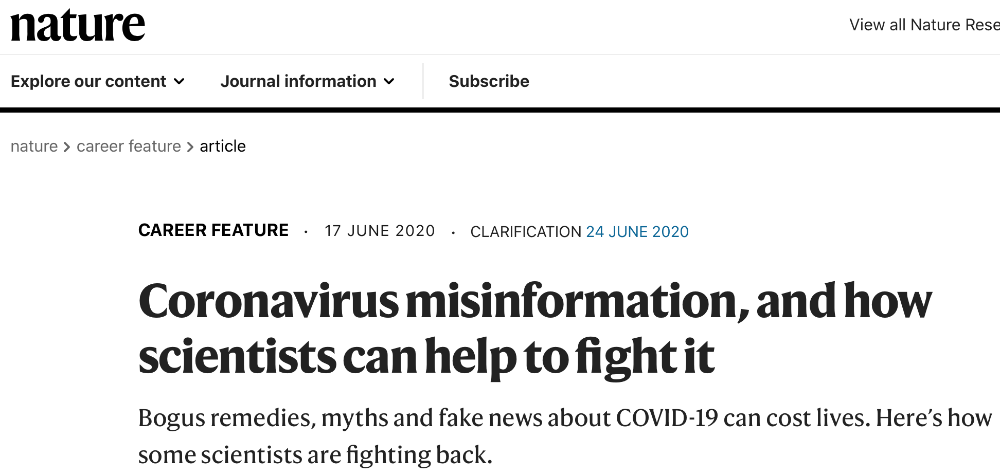 nature
View all Nature Rese
Explore our content
Journal information
Subscribe
nature > career feature > article
CAREER FEATURE · 17 JUNE 2020 · CLARIFICATION 24 JUNE 2020
Coronavirus misinformation, and how
scientists can help to fight it
Bogus remedies, myths and fake news about COVID-19 can cost lives. Here’s how
some scientists are fighting back.